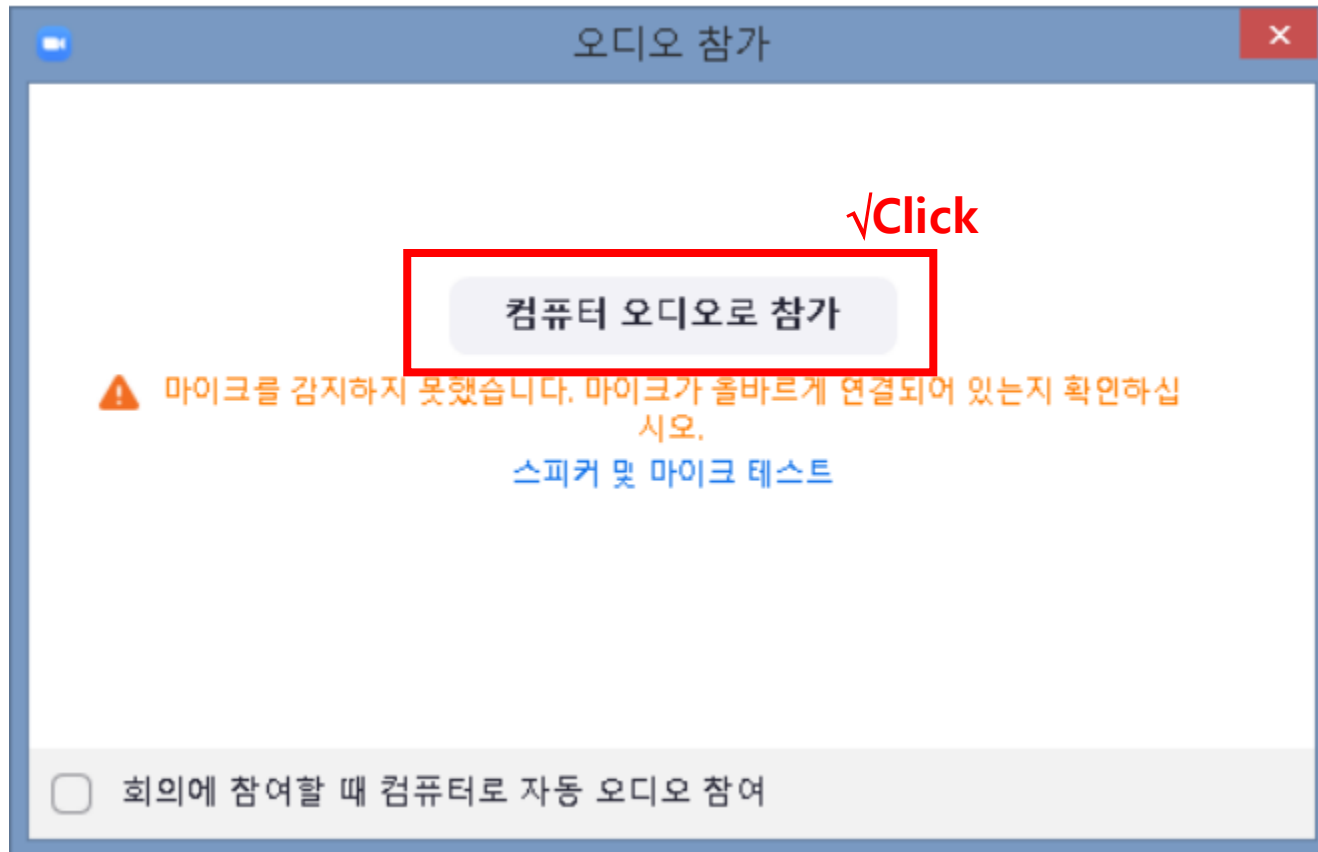 오디오 참가
√Click
컴퓨터 오디오로 참가
마이크를 감지하지 못했습니다. 마이크가 올바르게 연결되어 있는지 확인하십
시오.
스피커 및 마이크 테스트
회의에 참여할 때 컴퓨터로 자동 오디오 참여